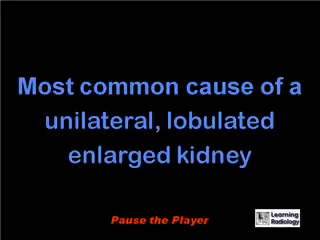 Most common cause of a
unilateral, lobulated
enlarged kidney
Pause the Player
Learning
Radiology